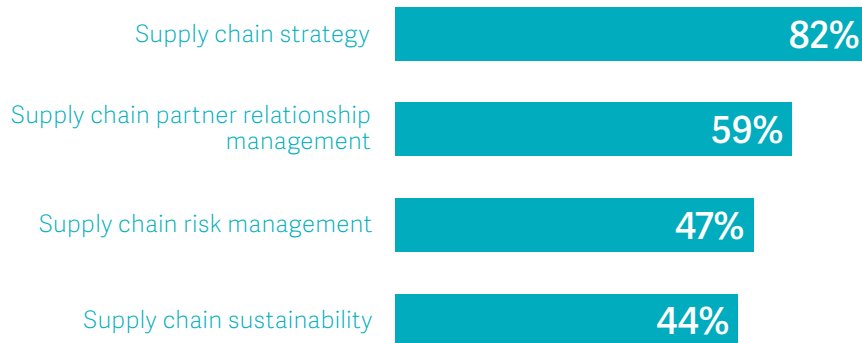 Supply chain strategy
82%
Supply chain partner relationship
management
59%
Supply chain risk management
47%
Supply chain sustainability
44%